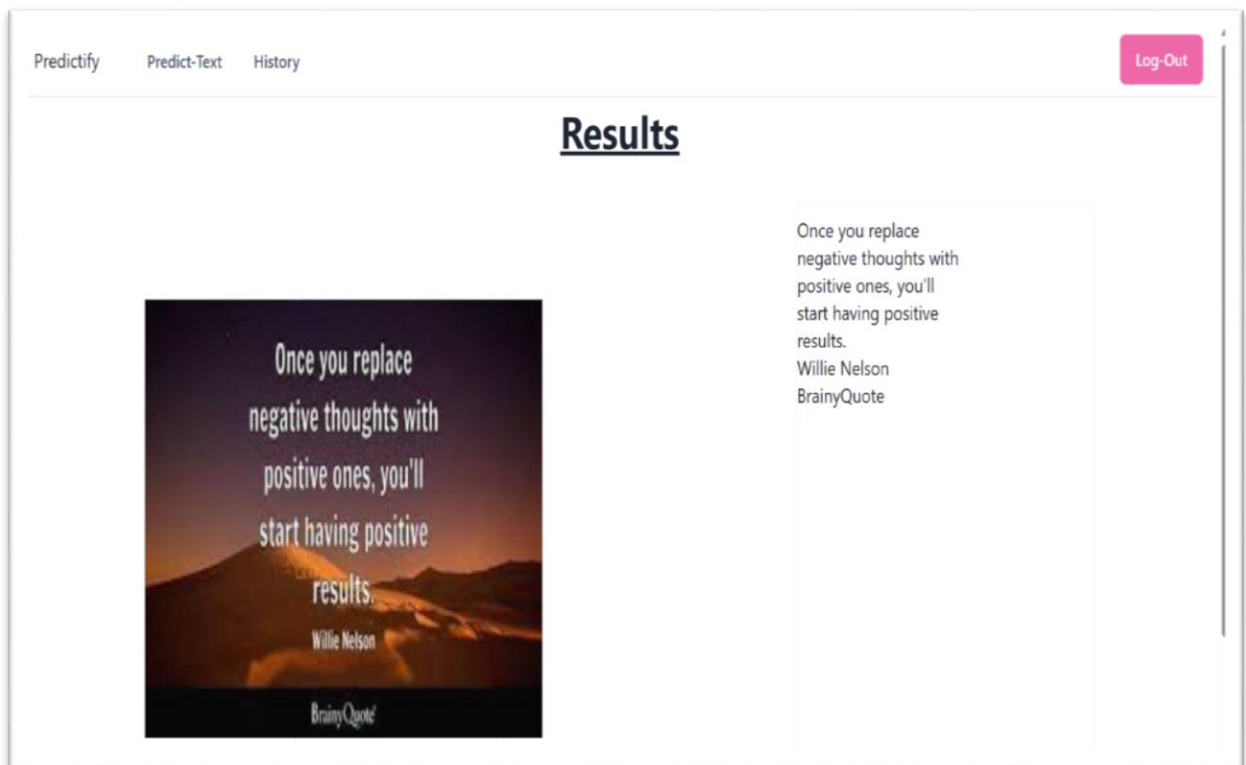 Predictify Predict-Text History Log-Out
Results
Once you replace
negative thoughts with
positive ones, you'll
start having positive
results.
Willie Nelson
BrainyQuote
Once you replace
negative thoughts with
positive ones, you'll
start having positive
results.
Willie Nelson
BrainyQuote